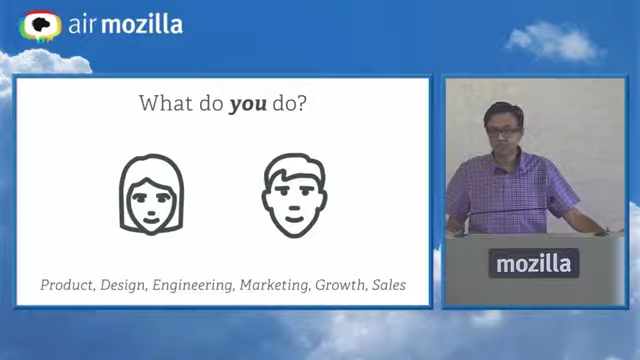 air mozilla
What do you do?
Product, Design, Engineering, Marketing, Growth, Sales
mozilla